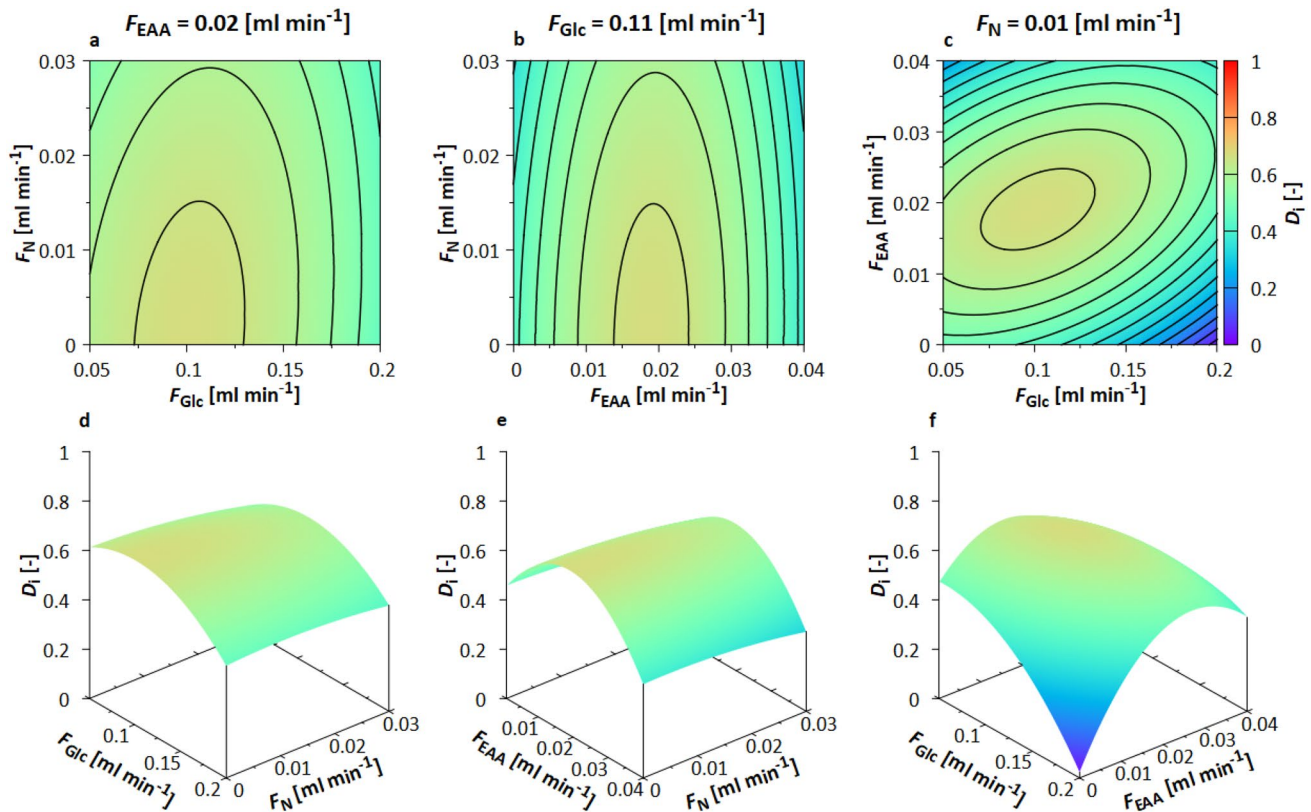 F_EAA = 0.02 [ml min⁻¹]
F_Glc = 0.11 [ml min⁻¹]
F_N = 0.01 [ml min⁻¹]
a
0.03
0.02
0.01
0
F_N [ml min⁻¹]
0.05 0.1 0.15 0.2
F_Glc [ml min⁻¹]
b
0.03
0.02
0.01
0
F_N [ml min⁻¹]
0 0.01 0.02 0.03 0.04
F_EAA [ml min⁻¹]
c
0.04
0.03
0.02
0.01
0
F_EAA [ml min⁻¹]
0.05 0.1 0.15 0.2
F_Glc [ml min⁻¹]
1
0.8
0.6
0.4
0.2
0
D_i [-]
d
1
0.8
0.6
0.4
0.2
0
D_i [-]
0.1
0.15
0.2
F_Glc [ml min⁻¹]
0
0.01
0.02
0.03
F_N [ml min⁻¹]
e
1
0.8
0.6
0.4
0.2
0
D_i [-]
0.01
0.02
0.03
0.04
F_EAA [ml min⁻¹]
0
0.01
0.02
0.03
F_N [ml min⁻¹]
f
1
0.8
0.6
0.4
0.2
0
D_i [-]
0.1
0.15
0.2
F_Glc [ml min⁻¹]
0
0.01
0.02
0.03
0.04
F_EAA [ml min⁻¹]